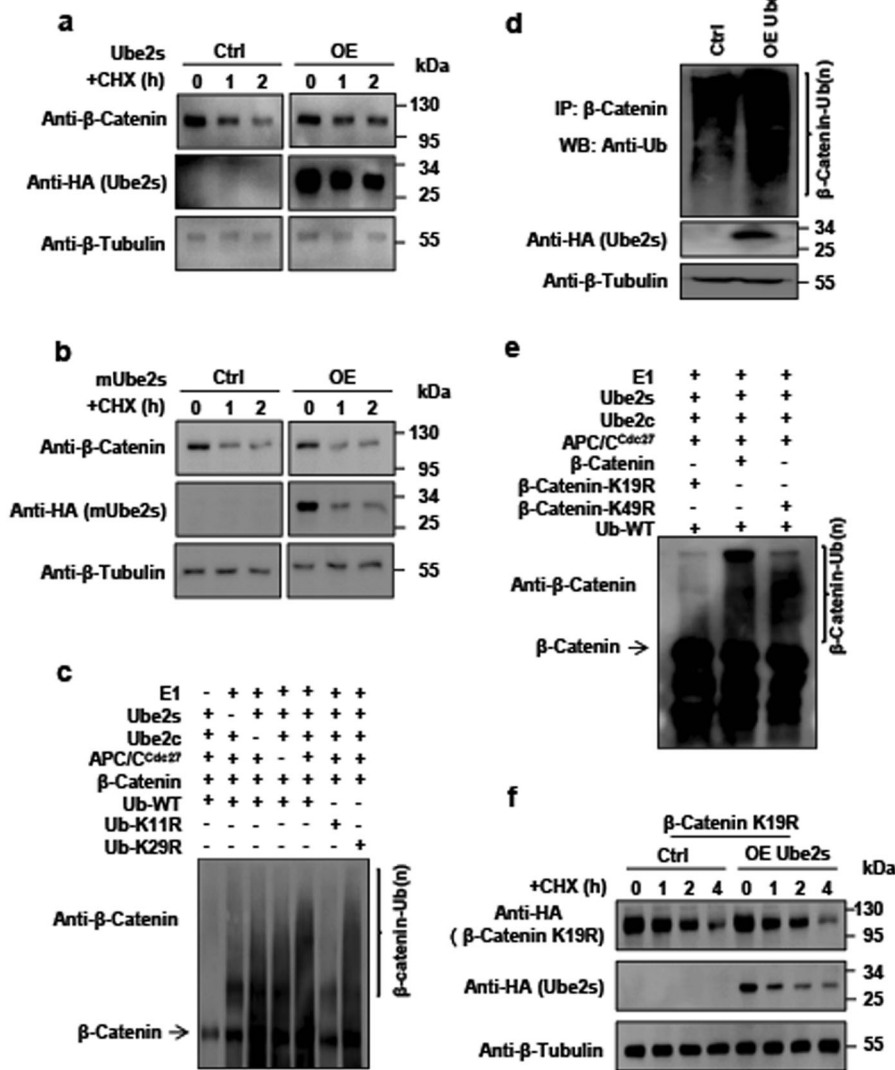 a
Ube2s Ctrl OE
+CHX (h) 0 1 2 0 1 2 kDa
Anti-β-Catenin 130
95
Anti-HA (Ube2s) 34
25
Anti-β-Tubulin 55
b
mUbe2s Ctrl OE
+CHX (h) 0 1 2 0 1 2 kDa
Anti-β-Catenin 130
95
Anti-HA (mUbe2s) 34
25
Anti-β-Tubulin 55
c
E1 - + + + + + +
Ube2s + - + + + + +
Ube2c + + - + + + +
APC/C^Cdc27 + + + - + + +
β-Catenin + + + + + + +
Ub-WT + + + + + - -
Ub-K11R - - - - - + -
Ub-K29R - - - - - - +
Anti-β-Catenin
β-catenin-Ub(n)
β-Catenin →
d
Ctrl
IP: β-Catenin
WB: Anti-Ub
β-Catenin-Ub(n)
Anti-HA (Ube2s) 34
25
Anti-β-Tubulin 55
e
E1 + + +
Ube2s + + +
Ube2c + + +
APC/C^Cdc27 + + +
β-Catenin - + -
β-Catenin-K19R + - -
β-Catenin-K49R - - +
Ub-WT + + +
Anti-β-Catenin
β-Catenin-Ub(n)
β-Catenin →
f
β-Catenin K19R
Ctrl OE Ube2s
+CHX (h) 0 1 2 4 0 1 2 4 kDa
Anti-HA 130
( β-Catenin K19R) 95
Anti-HA (Ube2s) 34
25
Anti-β-Tubulin 55